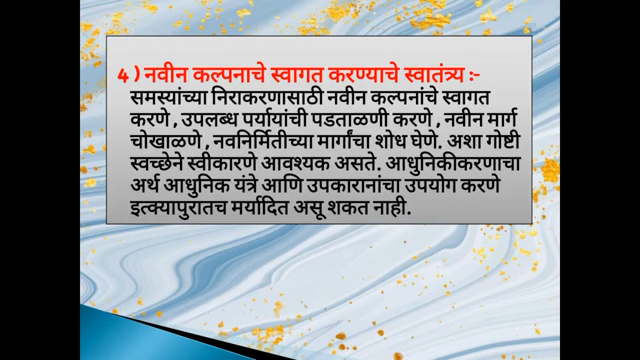 4 ) नवीन कल्पनाचे स्वागत करण्याचे स्वातंत्र्य :-
समस्यांच्या निराकरणासाठी नवीन कल्पनांचे स्वागत
करणे , उपलब्ध पर्यायांची पडताळणी करणे , नवीन मार्ग
चोखाळणे , नवनिर्मितीच्या मार्गांचा शोध घेणे. अशा गोष्टी
स्वच्छेने स्वीकारणे आवश्यक असते. आधुनिकीकरणाचा
अर्थ आधुनिक यंत्रे आणि उपकारानांचा उपयोग करणे
इत्क्यापुरातच मर्यादित असू शकत नाही.